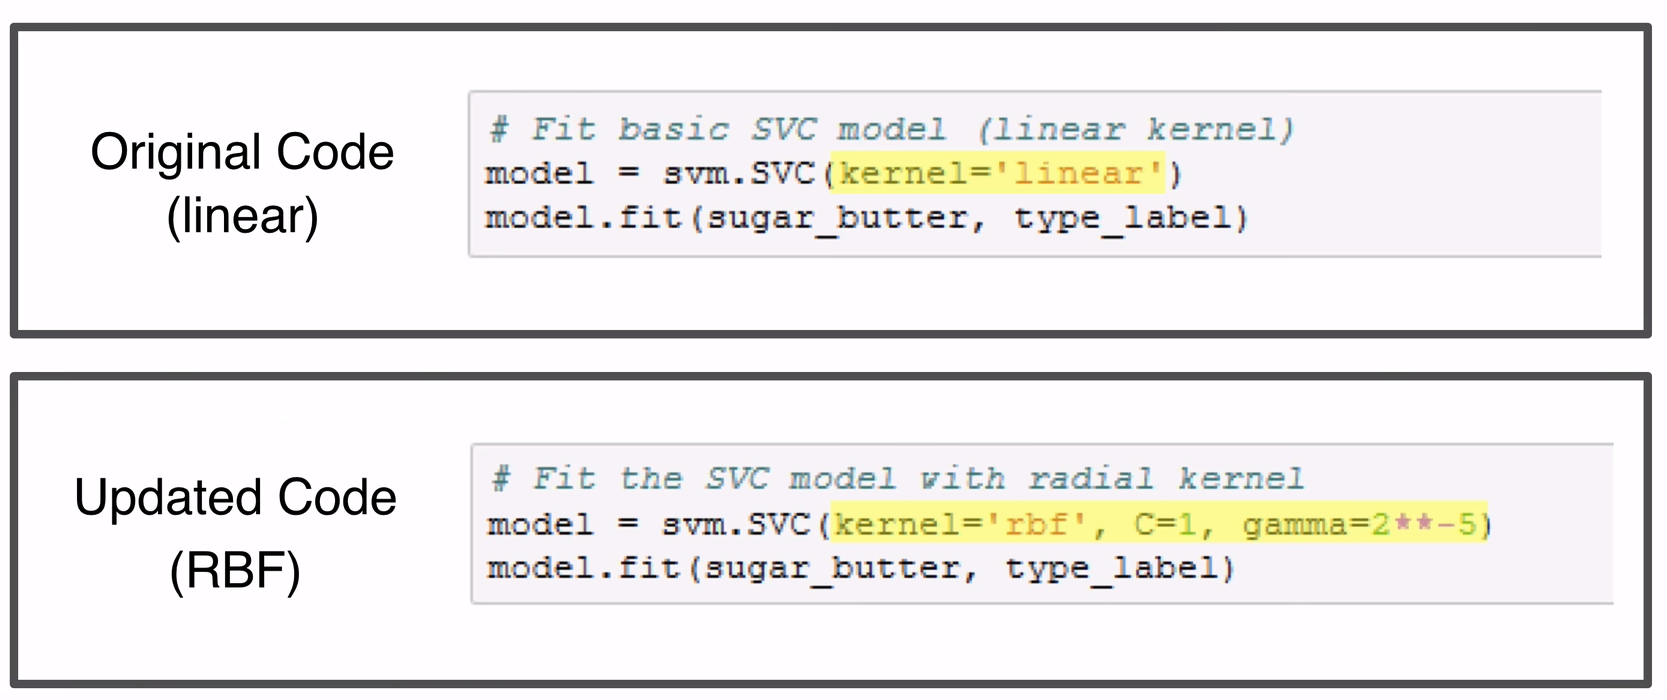 Original Code
(linear)
# Fit basic SVC model (linear kernel)
model = svm.SVC(kernel='linear')
model.fit(sugar_butter, type_label)
Updated Code
(RBF)
# Fit the SVC model with radial kernel
model = svm.SVC(kernel='rbf', C=1, gamma=2**-5)
model.fit(sugar_butter, type_label)